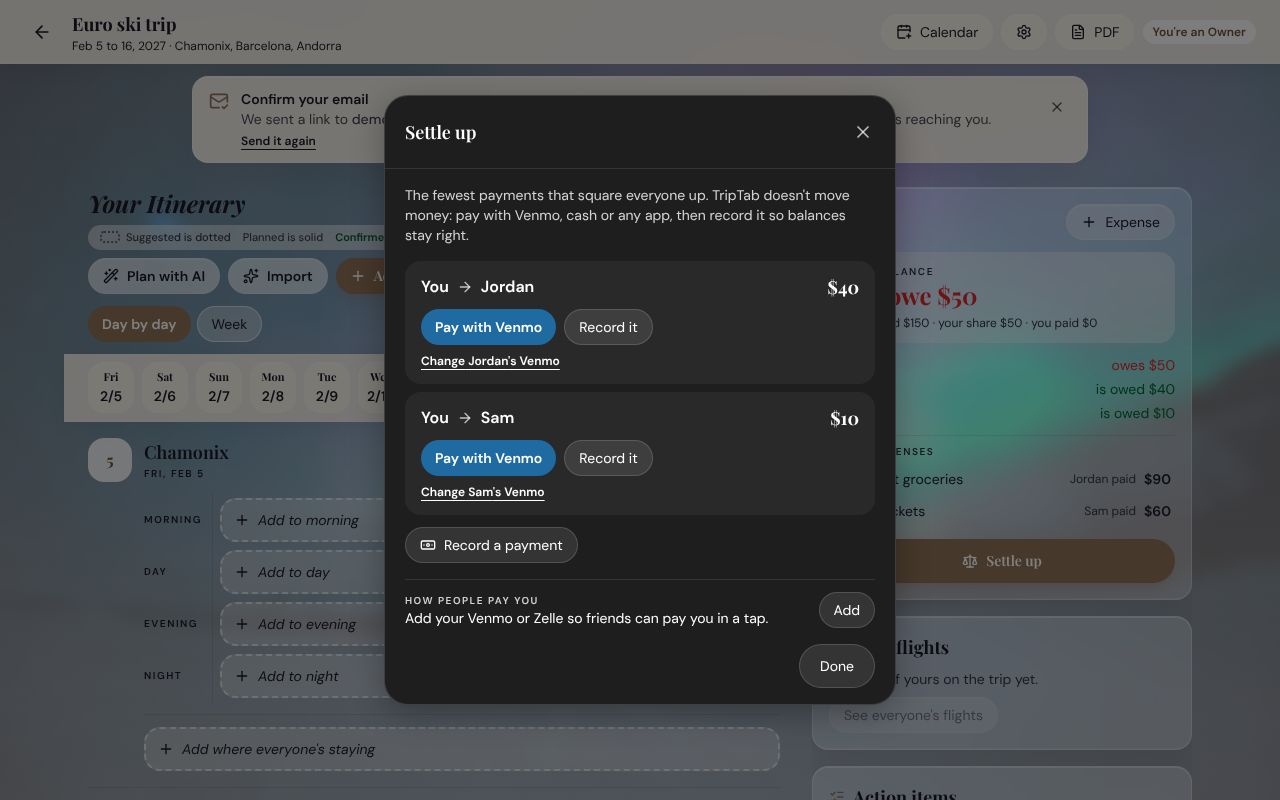 Euro ski trip
Feb 5 to 16, 2027 · Chamonix, Barcelona, Andorra
Calendar
PDF
You're an Owner
Confirm your email
We sent a link to
reaching you.
Send it again
Your Itinerary
Suggested is dotted Planned is solid
Plan with AI
Import
Day by day
Week
Fri 2/5
Sat 2/6
Sun 2/7
Mon 2/8
Tue 2/9
5
Chamonix
FRI, FEB 5
MORNING
Add to morning
DAY
Add to day
EVENING
Add to evening
NIGHT
Add to night
Add where everyone's staying
Settle up
The fewest payments that square everyone up. TripTab doesn't move
money: pay with Venmo, cash or any app, then record it so balances
stay right.
You → Jordan
$40
Pay with Venmo
Record it
Change Jordan's Venmo
You → Sam
$10
Pay with Venmo
Record it
Change Sam's Venmo
Record a payment
HOW PEOPLE PAY YOU
Add your Venmo or Zelle so friends can pay you in a tap.
Add
Done
Expense
owe $50
$150 · your share $50 · you paid $0
owes $50
is owed $40
is owed $10
groceries
Jordan paid $90
Sam paid $60
Settle up
flights
yours on the trip yet.
See everyone's flights
Action items